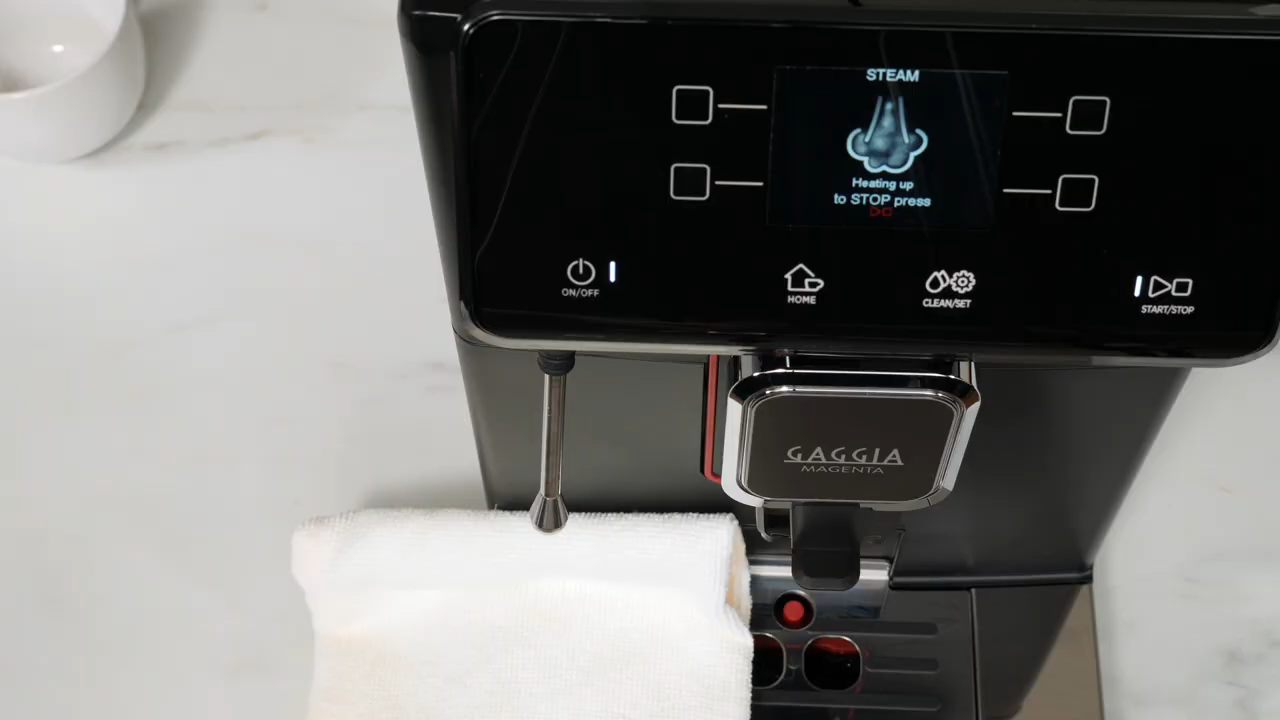 STEAM
Heating up
to STOP press
ON/OFF
HOME
CLEAN/SET
START/STOP
GAGGIA
MAGENTA